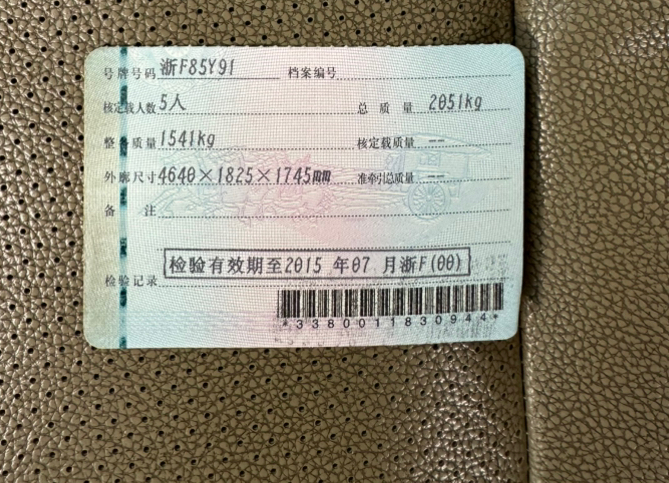 号牌号码 浙F85Y91 档案编号
核定载人数 5人 总质量 2051kg
整备质量 1541kg 核定载质量 --
外廓尺寸 4640×1825×1745mm 准牵引总质量 --
备注
检验记录 检验有效期至2015 年07 月浙F(00)
*3380011830944*